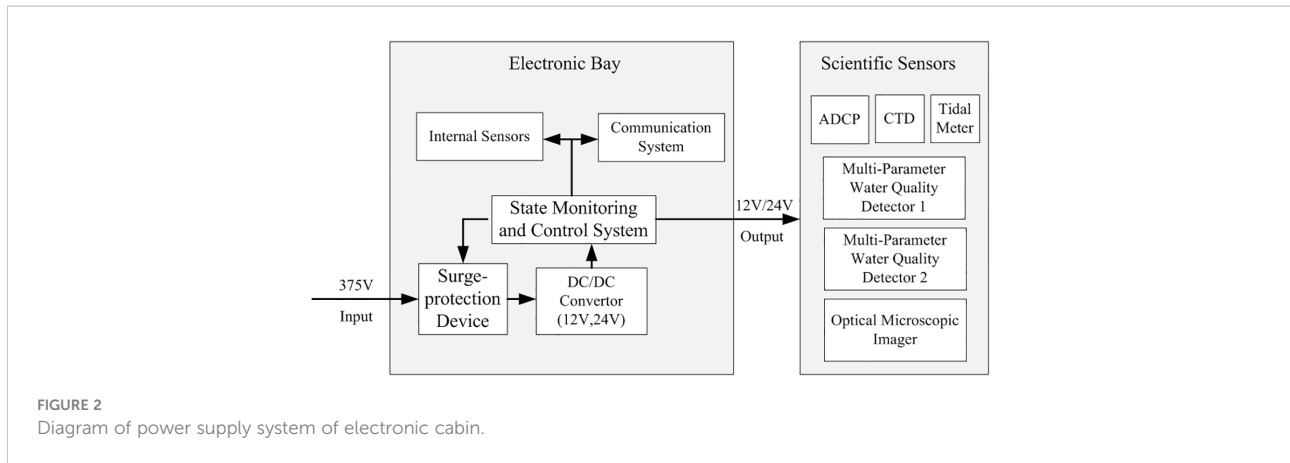 Electronic Bay
Internal Sensors
Communication
System
State Monitoring
and Control System
375V
Input
Surge-
protection
Device
DC/DC
Convertor
(12V,24V)
12V/24V
Output
Scientific Sensors
ADCP
CTD
Tidal
Meter
Multi-Parameter
Water Quality
Detector 1
Multi-Parameter
Water Quality
Detector 2
Optical Microscopic
Imager
FIGURE 2
Diagram of power supply system of electronic cabin.